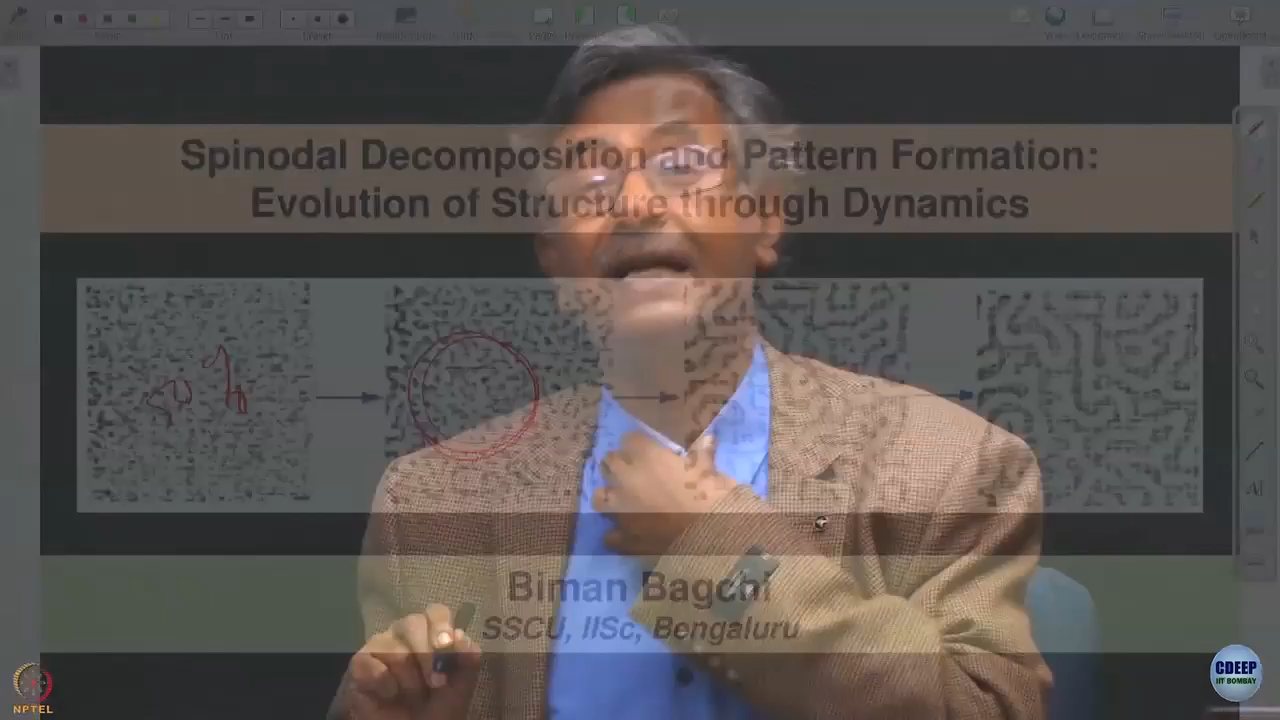 Spinodal Decomposition and Pattern Formation:
Evolution of Structure through Dynamics
50 %
Biman Bagchi
SSCU, IISc, Bengaluru
NPTEL
CDEEP
IIT BOMBAY